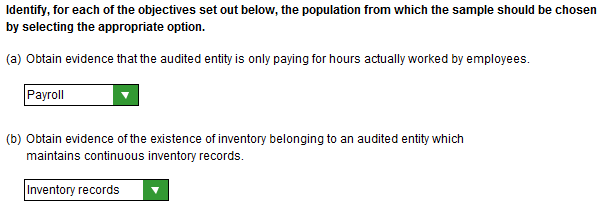 Identify, for each of the objectives set out below, the population from which the sample should be chosen
by selecting the appropriate option.
(a) Obtain evidence that the audited entity is only paying for hours actually worked by employees.
Payroll
(b) Obtain evidence of the existence of inventory belonging to an audited entity which
maintains continuous inventory records.
Inventory records